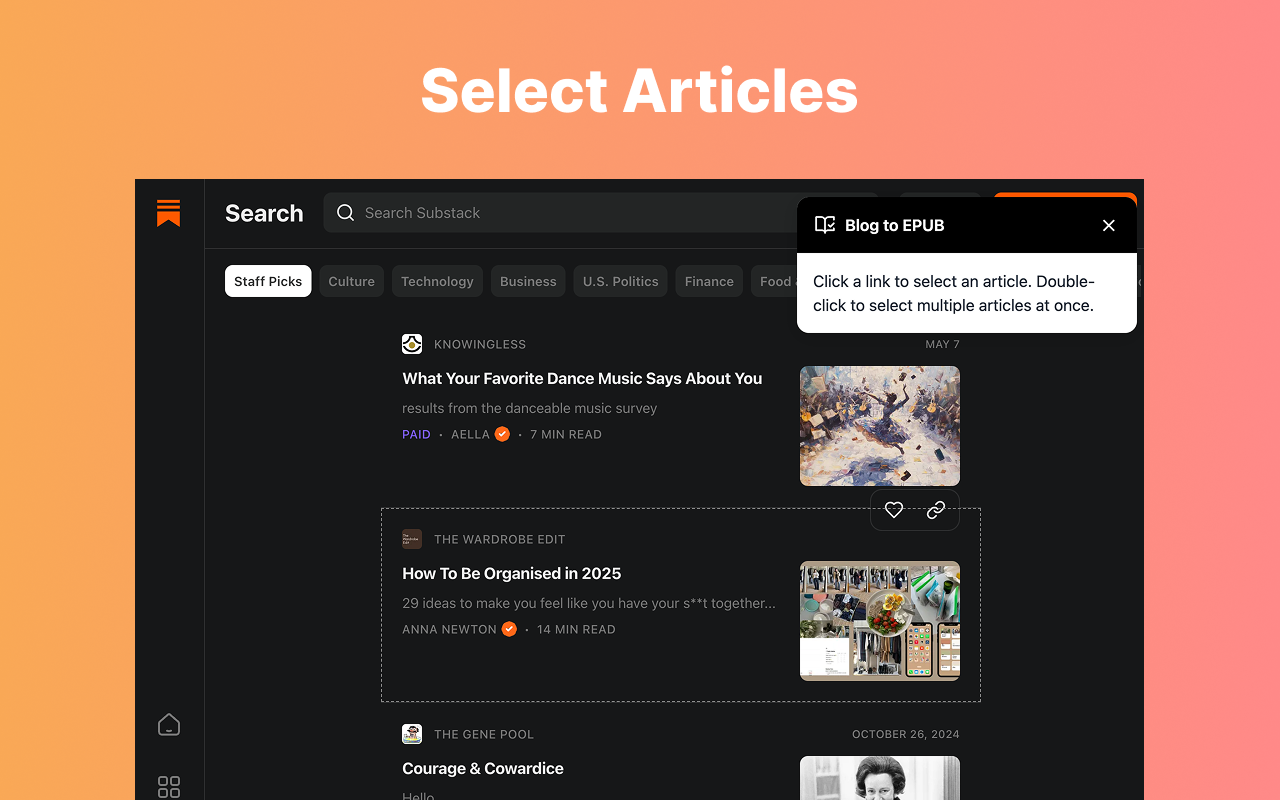 Select Articles
Search
Search Substack
Blog to EPUB
Click a link to select an article. Double-
click to select multiple articles at once.
Staff Picks
Culture
Technology
Business
U.S. Politics
Finance
Food
KNOWINGLESS
MAY 7
What Your Favorite Dance Music Says About You
results from the danceable music survey
PAID · AELLA · 7 MIN READ
THE WARDROBE EDIT
How To Be Organised in 2025
29 ideas to make you feel like you have your s**t together...
ANNA NEWTON · 14 MIN READ
THE GENE POOL
OCTOBER 26, 2024
Courage & Cowardice
Hello